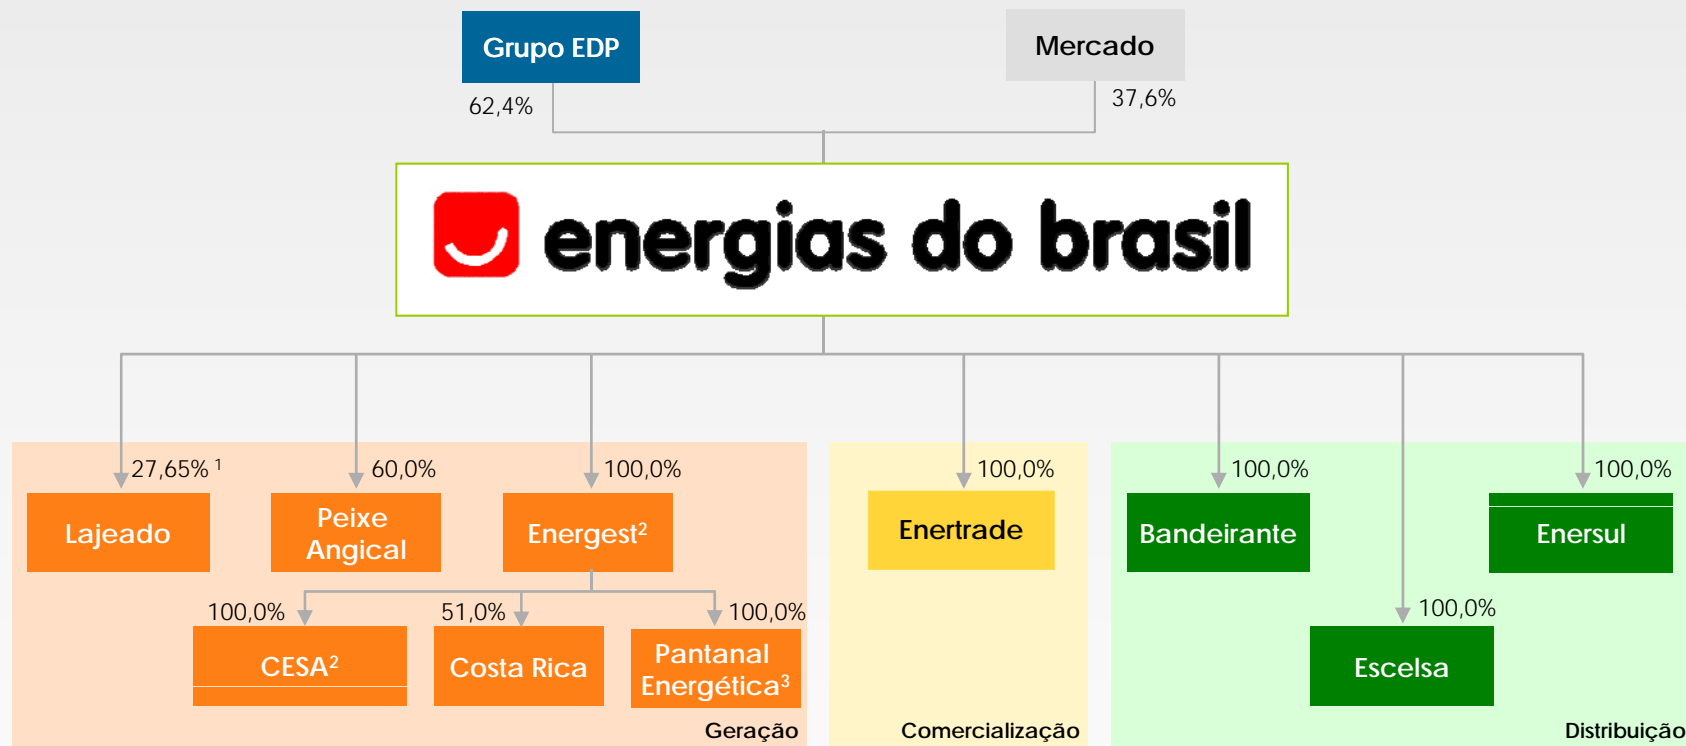 Grupo EDP
Mercado
62,4%
37,6%
energias do brasil
27,65% 1
60,0%
100,0%
100,0%
100,0%
100,0%
Lajeado
Peixe
Angical
Energest2
Enertrade
Bandeirante
Enersul
100,0%
51,0%
100,0%
100,0%
CESA2
Costa Rica
Pantanal
Energética3
Escelsa
Geração
Comercialização
Distribuição